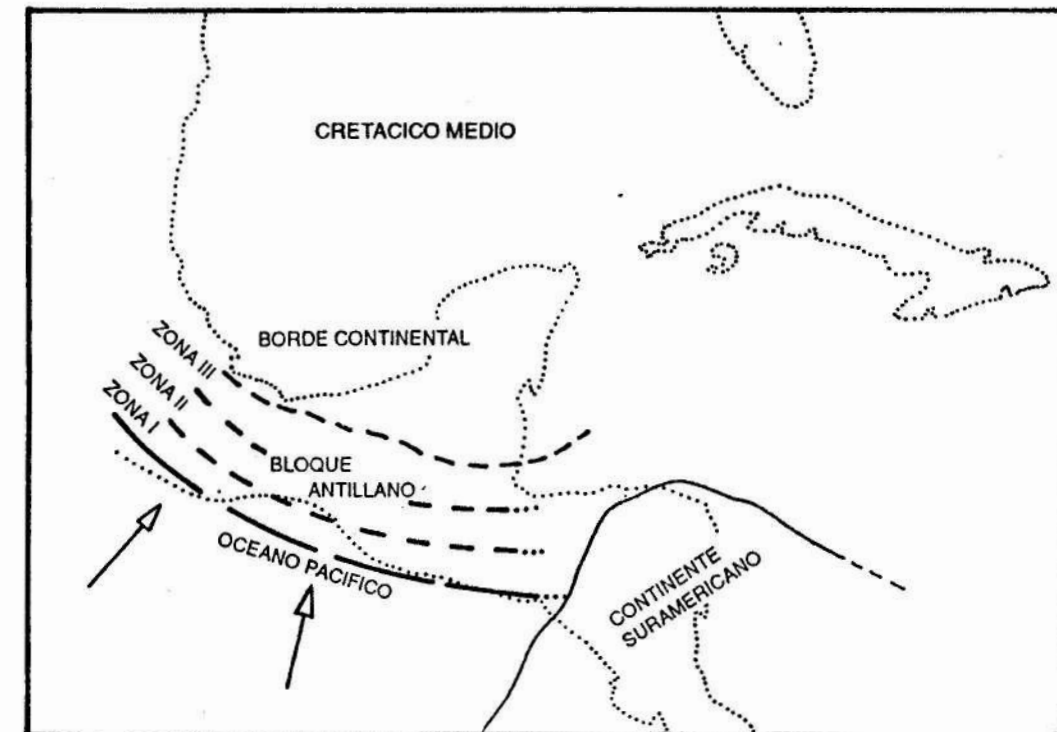 CRETACICO MEDIO
BORDE CONTINENTAL
ZONA III
ZONA II
ZONA I
BLOQUE
ANTILLANO
OCEANO PACIFICO
CONTINENTE
SURAMERICANO